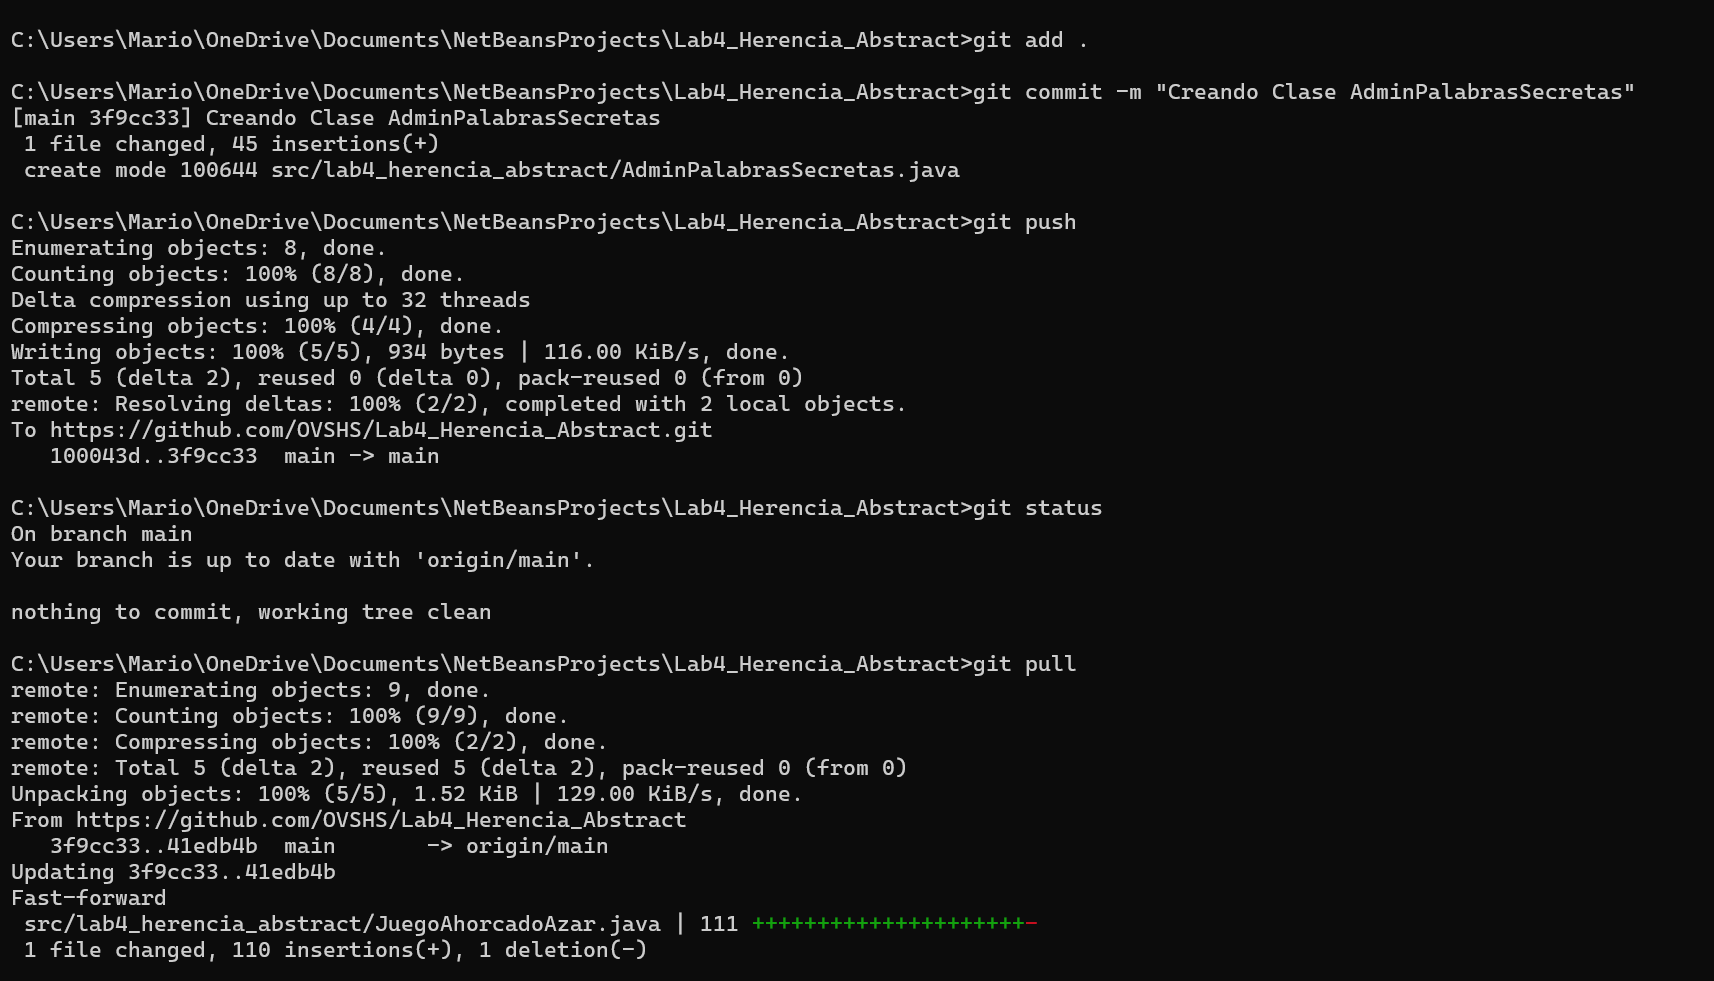 C:\Users\Mario\OneDrive\Documents\NetBeansProjects\Lab4_Herencia_Abstract>git add .
C:\Users\Mario\OneDrive\Documents\NetBeansProjects\Lab4_Herencia_Abstract>git commit -m "Creando Clase AdminPalabrasSecretas"
[main 3f9cc33] Creando Clase AdminPalabrasSecretas
 1 file changed, 45 insertions(+)
 create mode 100644 src/lab4_herencia_abstract/AdminPalabrasSecretas.java
C:\Users\Mario\OneDrive\Documents\NetBeansProjects\Lab4_Herencia_Abstract>git push
Enumerating objects: 8, done.
Counting objects: 100% (8/8), done.
Delta compression using up to 32 threads
Compressing objects: 100% (4/4), done.
Writing objects: 100% (5/5), 934 bytes | 116.00 KiB/s, done.
Total 5 (delta 2), reused 0 (delta 0), pack-reused 0 (from 0)
remote: Resolving deltas: 100% (2/2), completed with 2 local objects.
To https://github.com/OVSHS/Lab4_Herencia_Abstract.git
   100043d..3f9cc33  main -> main
C:\Users\Mario\OneDrive\Documents\NetBeansProjects\Lab4_Herencia_Abstract>git status
On branch main
Your branch is up to date with 'origin/main'.
nothing to commit, working tree clean
C:\Users\Mario\OneDrive\Documents\NetBeansProjects\Lab4_Herencia_Abstract>git pull
remote: Enumerating objects: 9, done.
remote: Counting objects: 100% (9/9), done.
remote: Compressing objects: 100% (2/2), done.
remote: Total 5 (delta 2), reused 5 (delta 2), pack-reused 0 (from 0)
Unpacking objects: 100% (5/5), 1.52 KiB | 129.00 KiB/s, done.
From https://github.com/OVSHS/Lab4_Herencia_Abstract
   3f9cc33..41edb4b  main       -> origin/main
Updating 3f9cc33..41edb4b
Fast-forward
 src/lab4_herencia_abstract/JuegoAhorcadoAzar.java | 111 +++++++++++++++++++++-
 1 file changed, 110 insertions(+), 1 deletion(-)